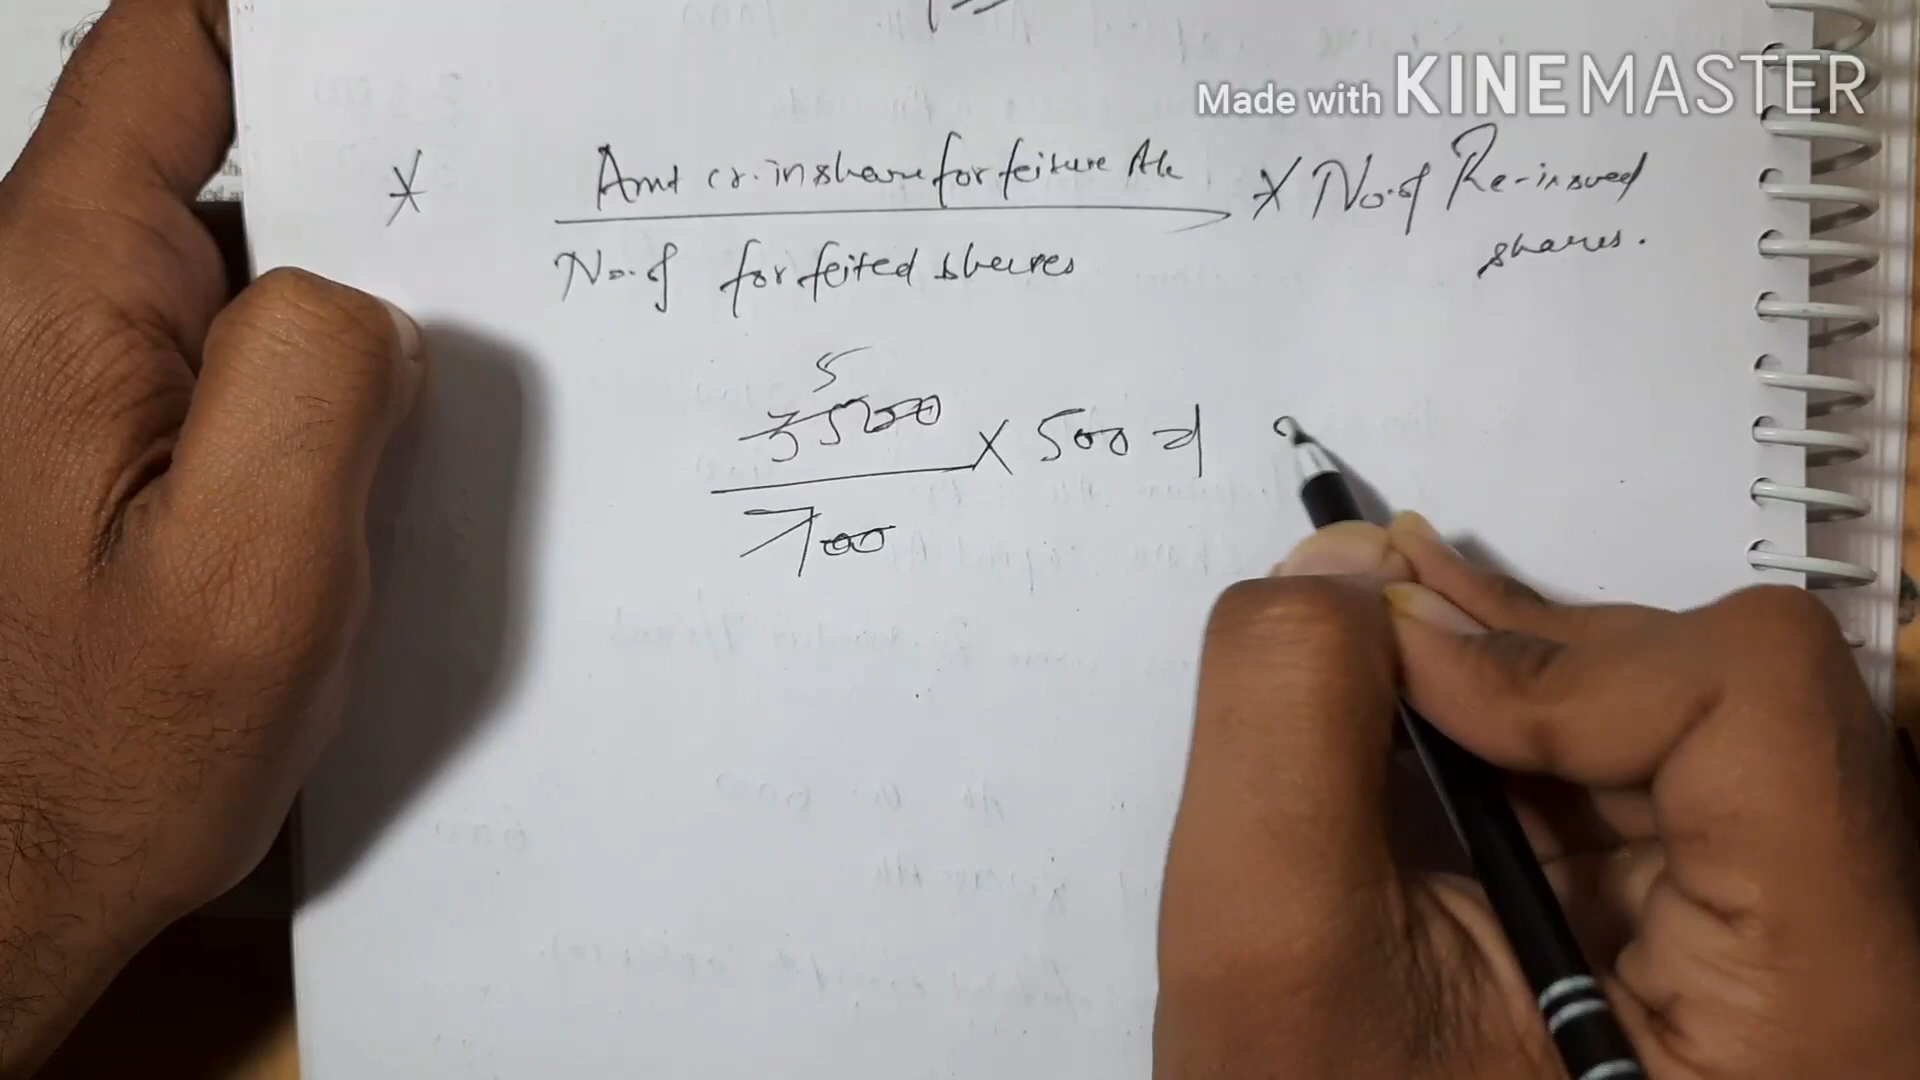 Made with KINEMASTER
* Amt cr. in share forfeiture A/c × No. of Re-issued
No. of forfeited shares shares.
5
3500 × 500 =
700